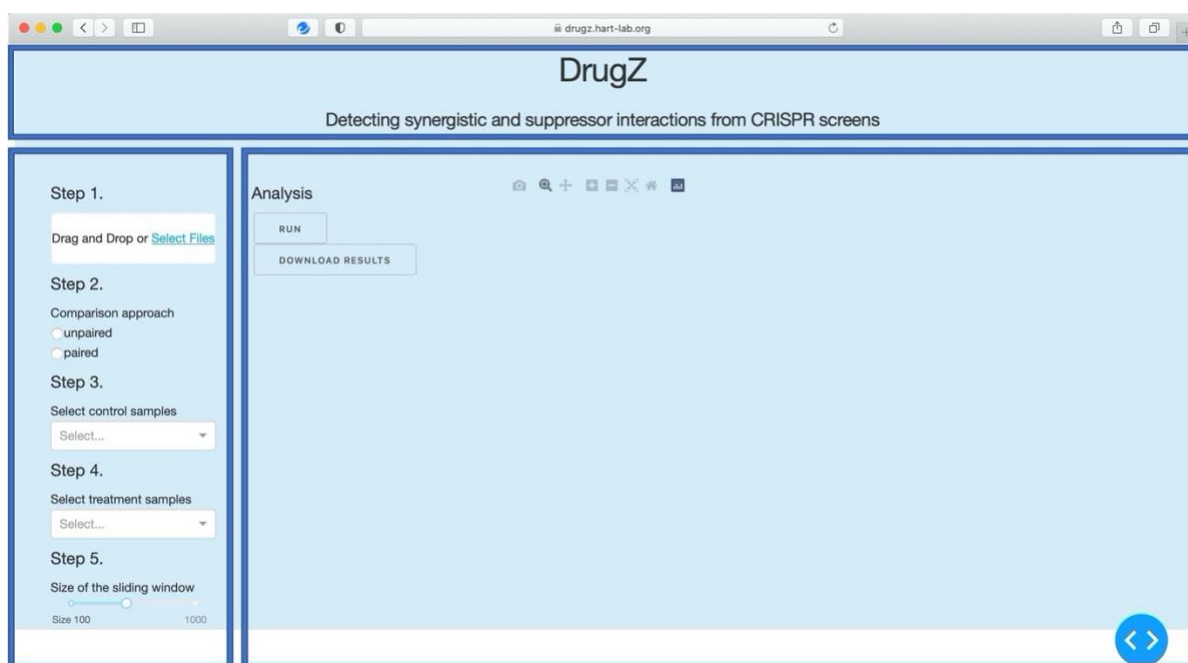 drugz.hart-lab.org
DrugZ
Detecting synergistic and suppressor interactions from CRISPR screens
Step 1.
Drag and Drop or Select Files
Step 2.
Comparison approach
unpaired
paired
Step 3.
Select control samples
Select...
Step 4.
Select treatment samples
Select...
Step 5.
Size of the sliding window
Size 100 1000
Analysis
RUN
DOWNLOAD RESULTS